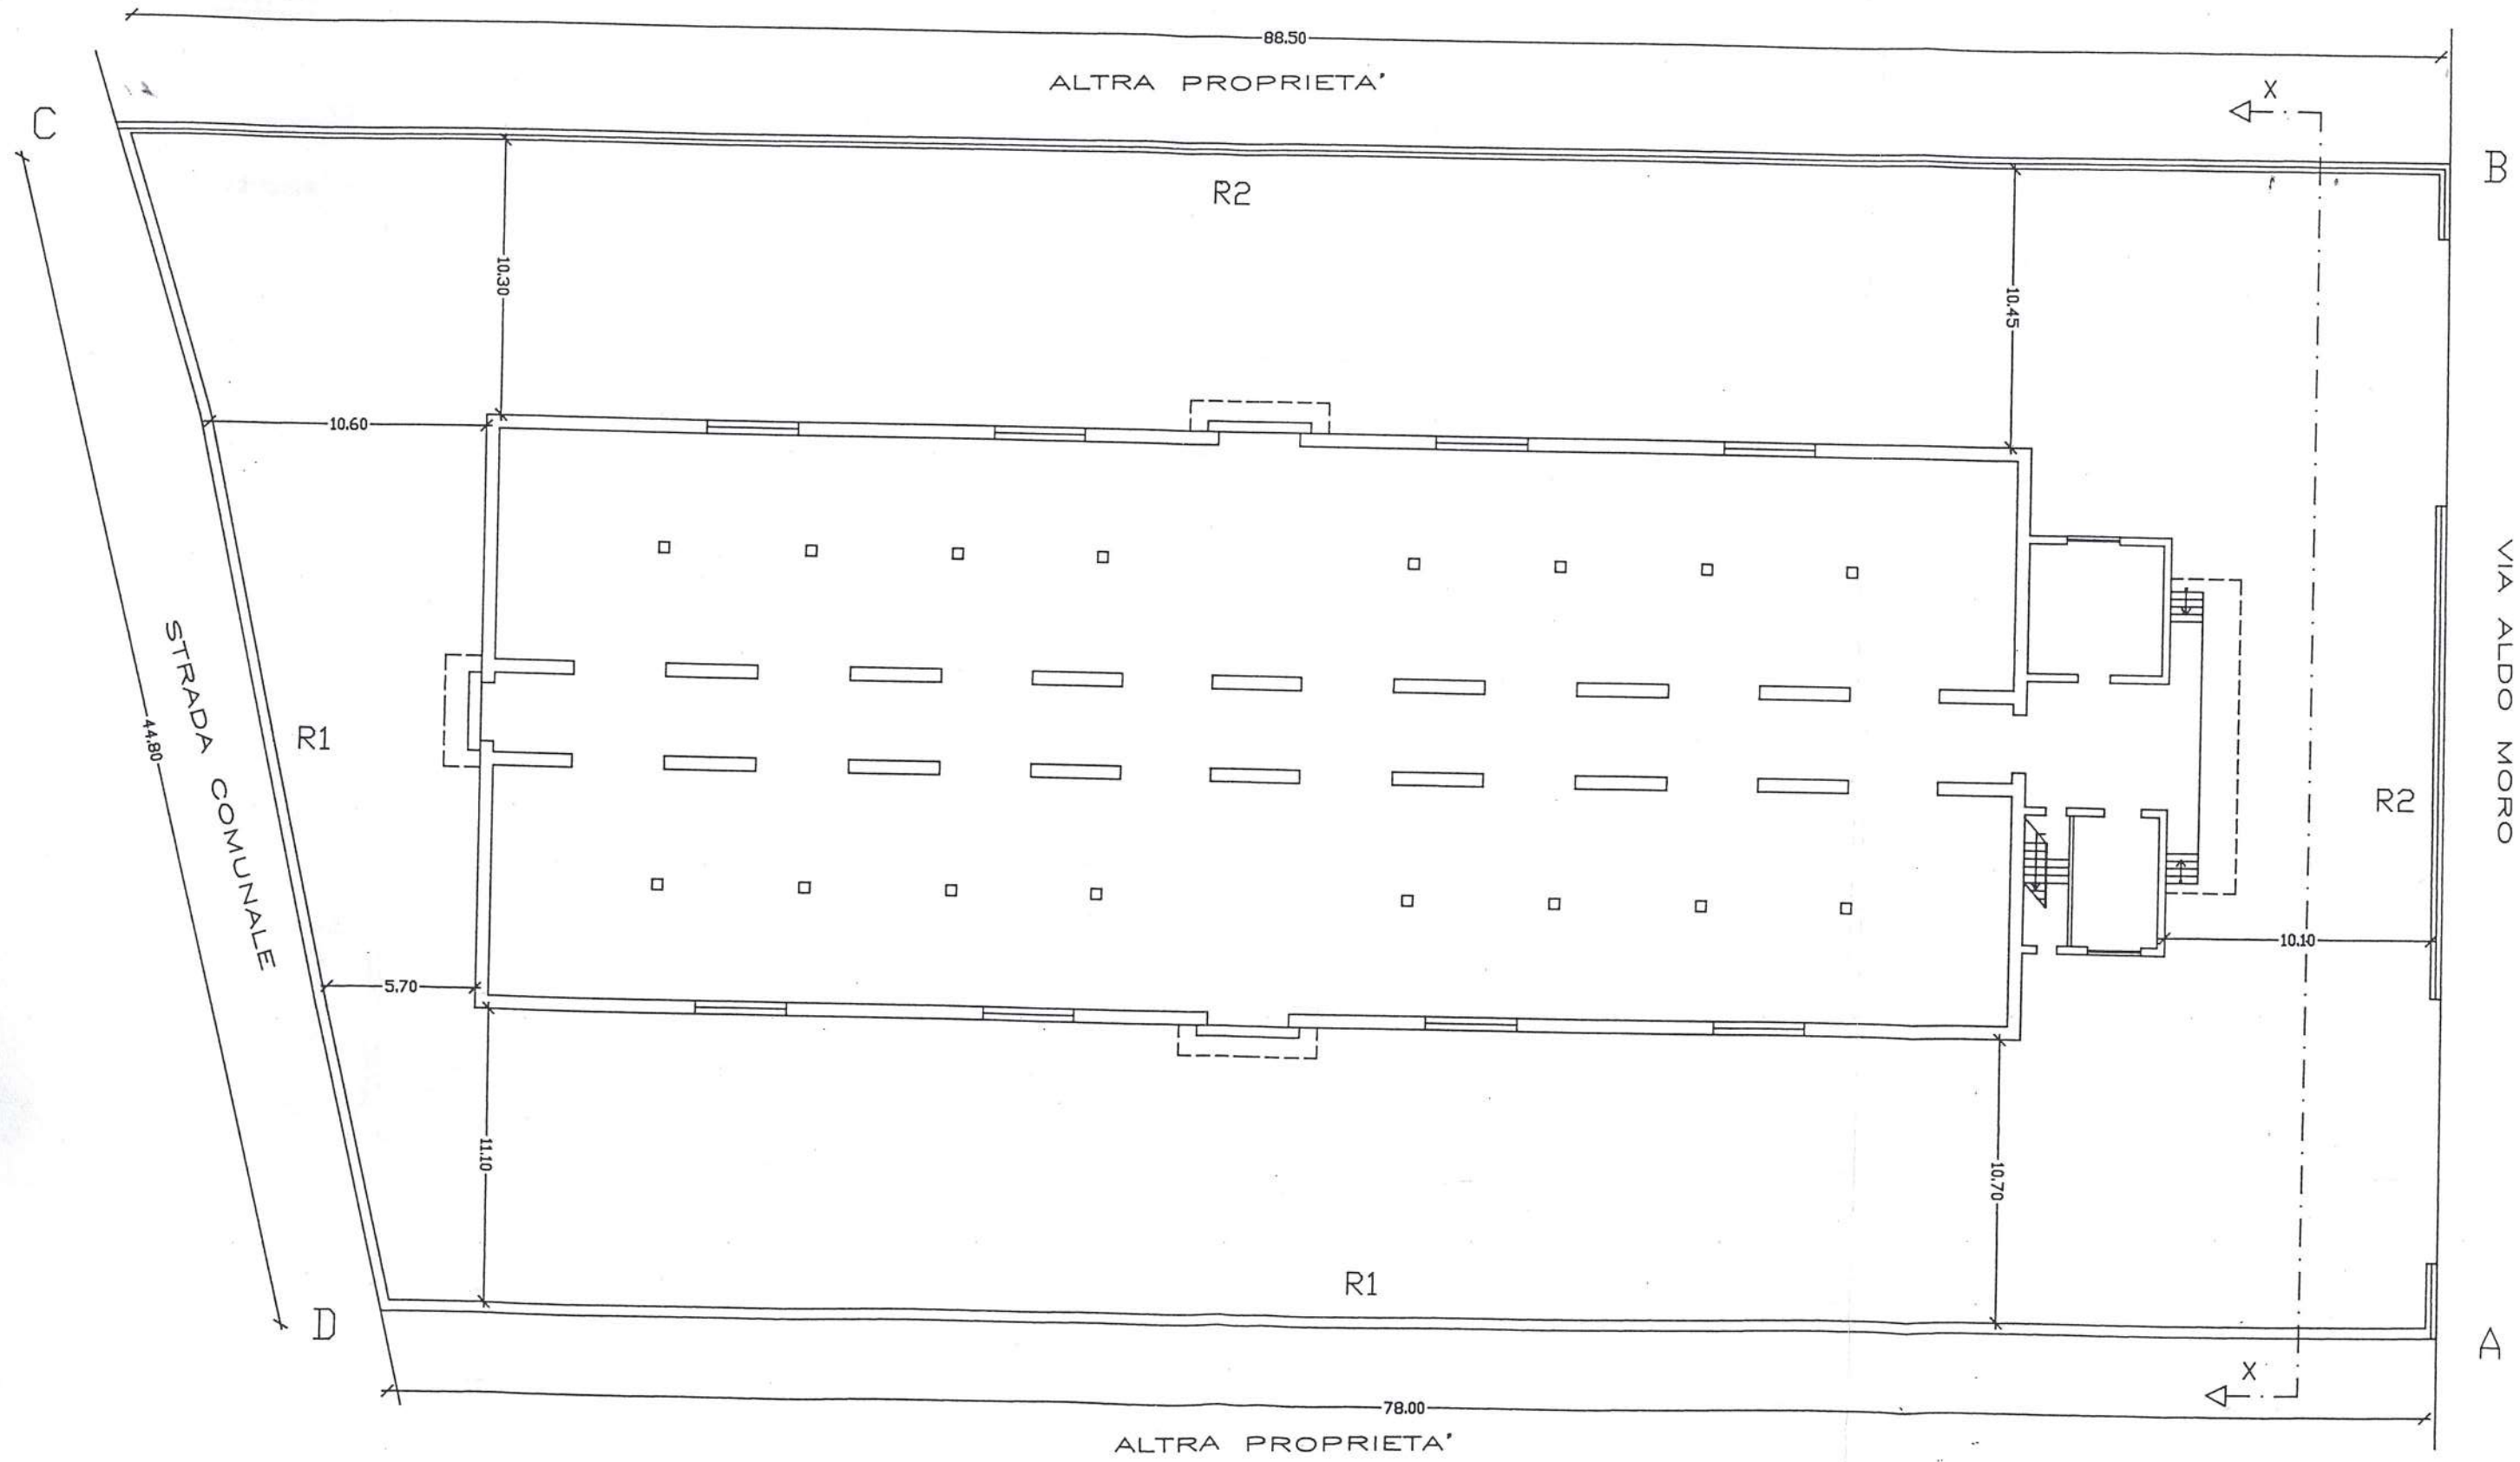 88.50
ALTRA PROPRIETA'
X
C
B
R2
10.30
10.45
10.60
STRADA COMUNALE
44.80
R1
VIA ALDO MORO
R2
10.10
5.70
11.10
10.70
R1
D
A
X
78.00
ALTRA PROPRIETA'